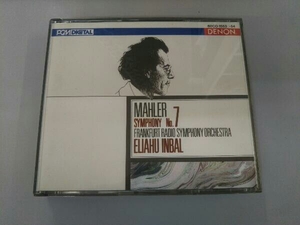 PCM DIGITAL
DENON
MAHLER
SYMPHONY No.7
FRANKFURT RADIO SYMPHONY ORCHESTRA
ELIAHU INBAL